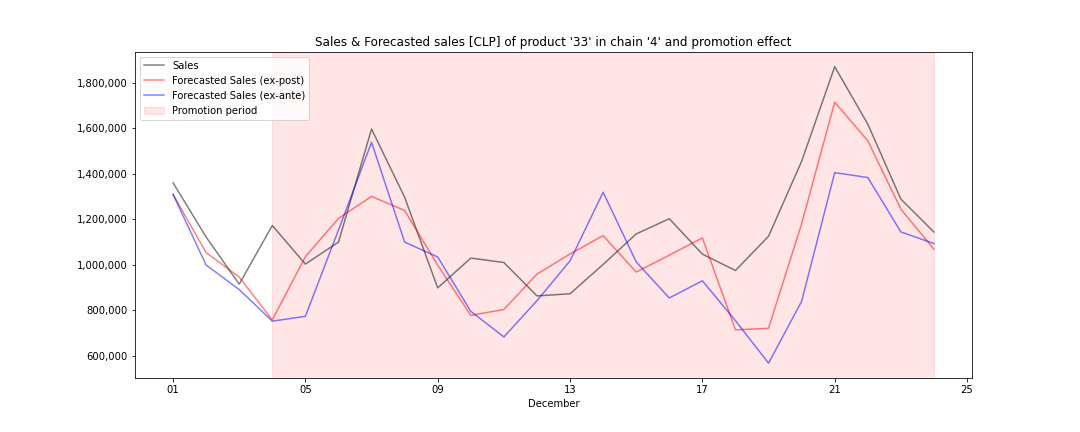 Sales & Forecasted sales [CLP] of product '33' in chain '4' and promotion effect
Sales
Forecasted Sales (ex-post)
Forecasted Sales (ex-ante)
Promotion period
1,800,000
1,600,000
1,400,000
1,200,000
1,000,000
800,000
600,000
01 05 09 13 17 21 25
December